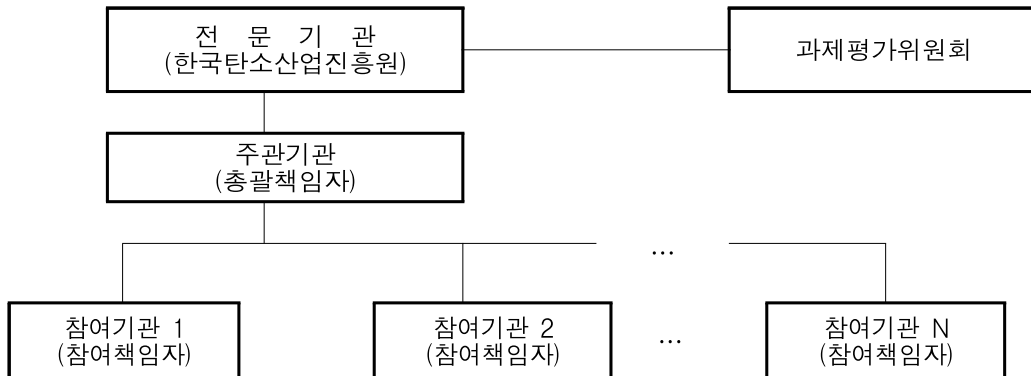 전 문 기 관
(한국탄소산업진흥원)
과제평가위원회
주관기관
(총괄책임자)
...
참여기관 1
(참여책임자)
참여기관 2
(참여책임자)
...
참여기관 N
(참여책임자)